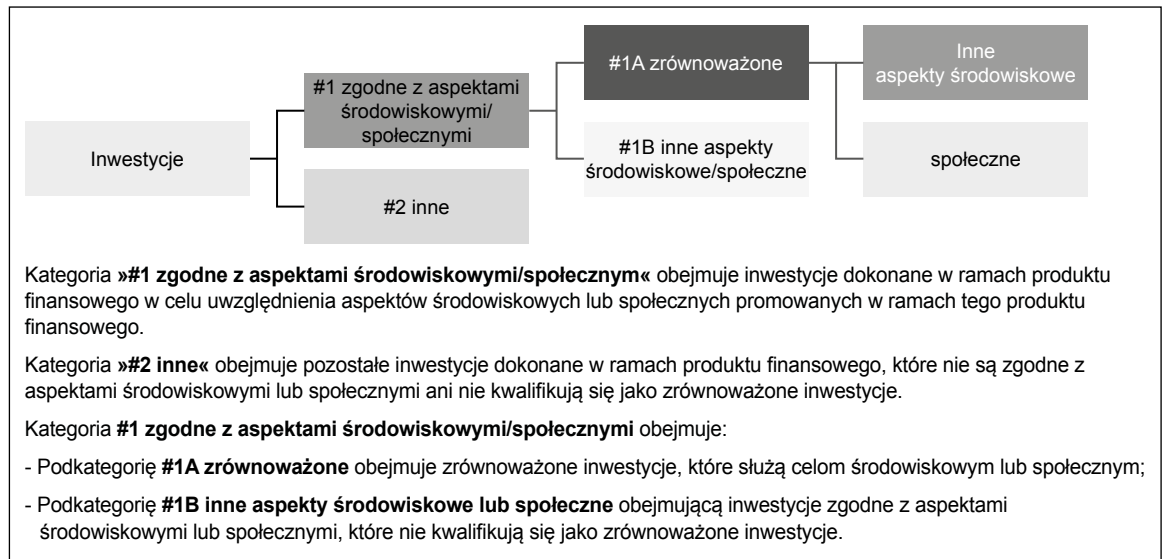 Inwestycje
#1 zgodne z aspektami
środowiskowymi/
społecznymi
#2 inne
#1A zrównoważone
#1B inne aspekty
środowiskowe/społeczne
Inne
aspekty środowiskowe
społeczne
Kategoria »#1 zgodne z aspektami środowiskowymi/społecznym« obejmuje inwestycje dokonane w ramach produktu
finansowego w celu uwzględnienia aspektów środowiskowych lub społecznych promowanych w ramach tego produktu
finansowego.
Kategoria »#2 inne« obejmuje pozostałe inwestycje dokonane w ramach produktu finansowego, które nie są zgodne z
aspektami środowiskowymi lub społecznymi ani nie kwalifikują się jako zrównoważone inwestycje.
Kategoria #1 zgodne z aspektami środowiskowymi/społecznymi obejmuje:
- Podkategorię #1A zrównoważone obejmuje zrównoważone inwestycje, które służą celom środowiskowym lub społecznym;
- Podkategorię #1B inne aspekty środowiskowe lub społeczne obejmującą inwestycje zgodne z aspektami
środowiskowymi lub społecznymi, które nie kwalifikują się jako zrównoważone inwestycje.